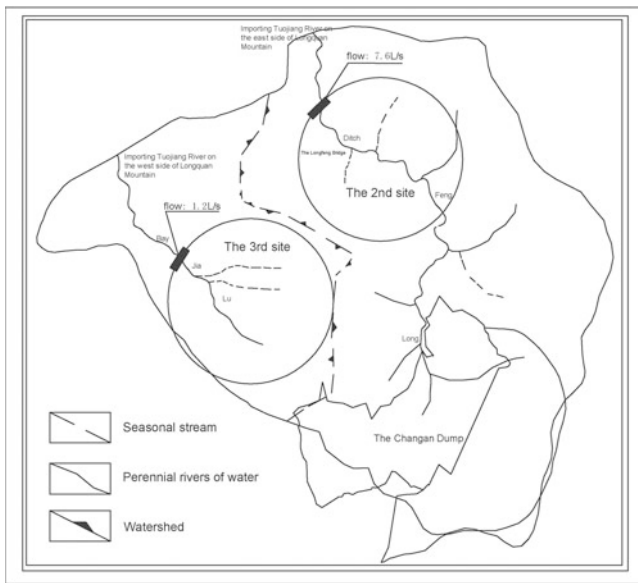 Importing Tuojiang River on
the east side of Longquan
Mountain
flow: 7.6L/s
Ditch
The Longfeng Bridge
Importing Tuojiang River on
the west side of Longquan
Mountain
The 2nd site
Feng
flow: 1.2L/s
Bay
The 3rd site
Jia
Lu
Long
The Changan Dump
Seasonal stream
Perennial rivers of water
Watershed